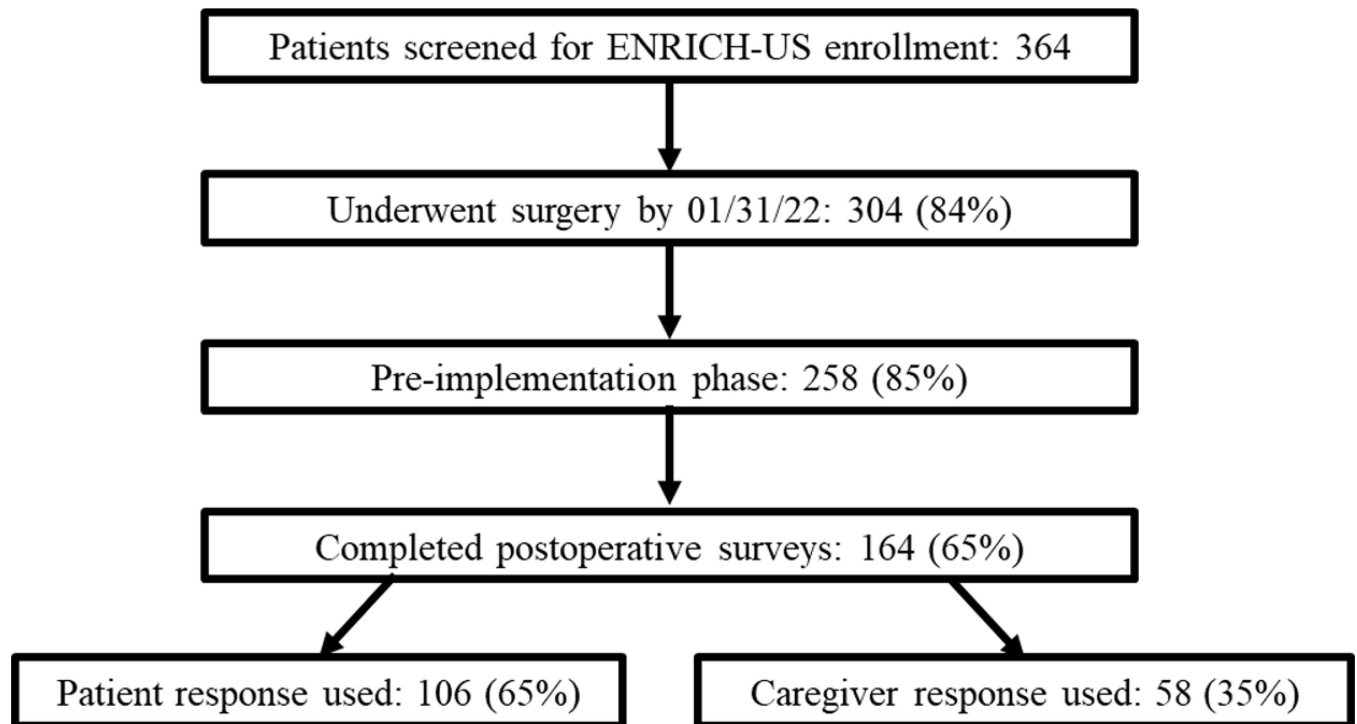 Patients screened for ENRICH-US enrollment: 364
Underwent surgery by 01/31/22: 304 (84%)
Pre-implementation phase: 258 (85%)
Completed postoperative surveys: 164 (65%)
Patient response used: 106 (65%)
Caregiver response used: 58 (35%)